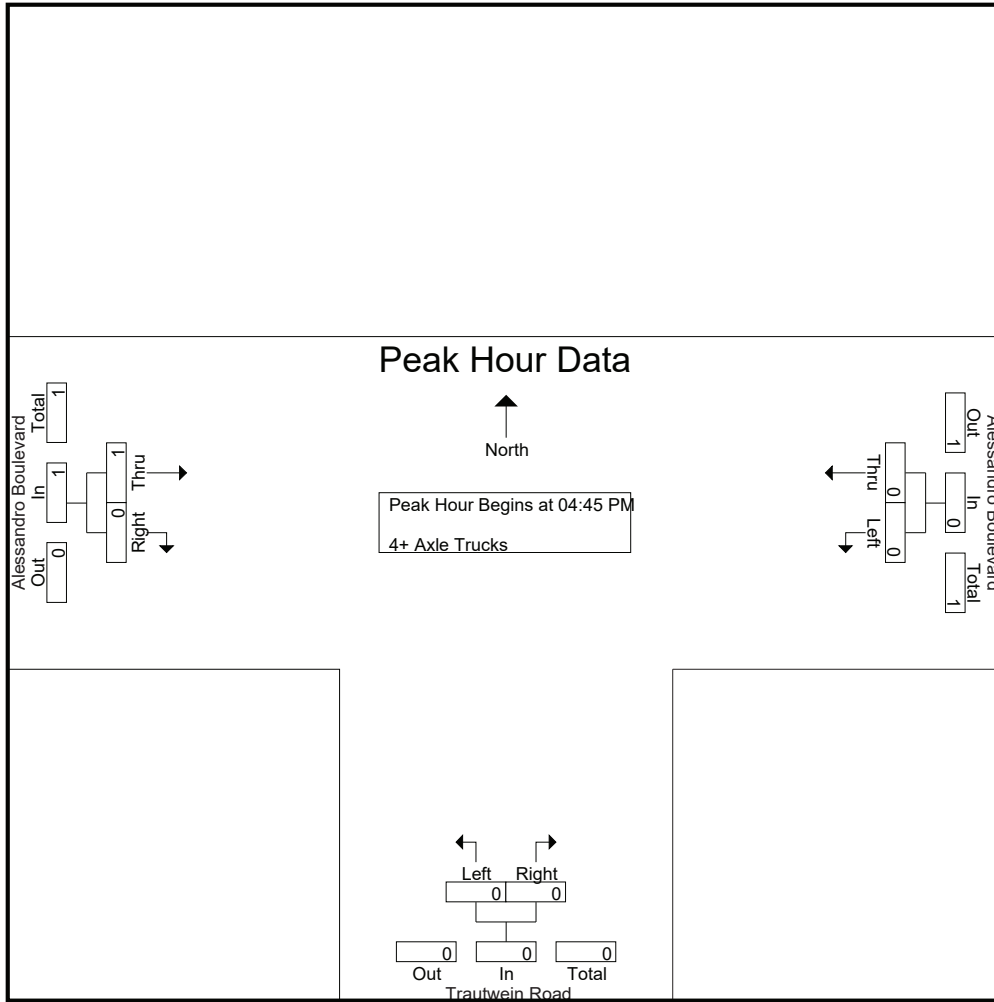 Peak Hour Data
North
Peak Hour Begins at 04:45 PM
4+ Axle Trucks
Alessandro Boulevard
Out In Total
0 1 1
Right Thru
0 1
Alessandro Boulevard
Out In Total
1 0 1
Thru Left
0 0
Left Right
0 0
0 0 0
Out In Total
Trautwein Road